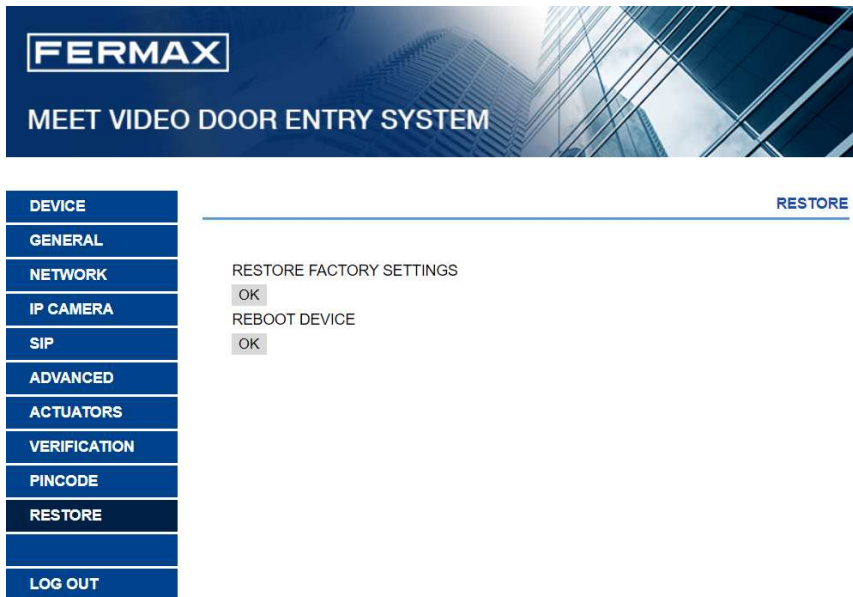 FERMAX
MEET VIDEO DOOR ENTRY SYSTEM
DEVICE
GENERAL
NETWORK
IP CAMERA
SIP
ADVANCED
ACTUATORS
VERIFICATION
PINCODE
RESTORE
LOG OUT
RESTORE
RESTORE FACTORY SETTINGS
OK
REBOOT DEVICE
OK